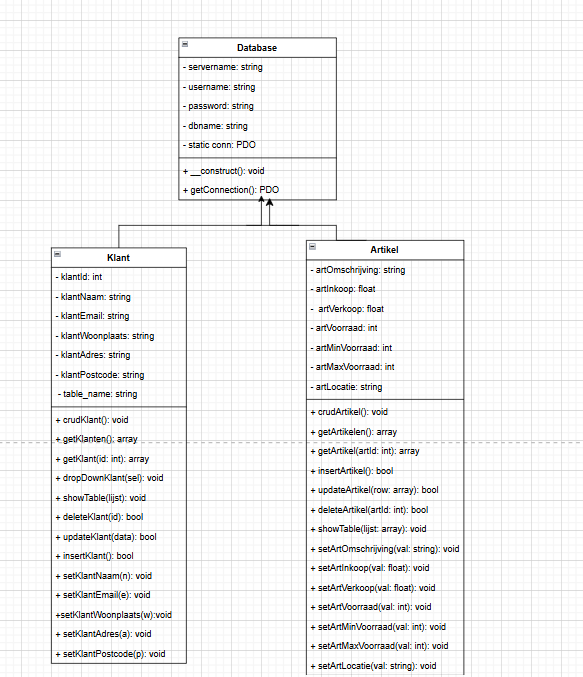 Database
- servername: string
- username: string
- password: string
- dbname: string
- static conn: PDO
+ __construct(): void
+ getConnection(): PDO
Klant
- klantId: int
- klantNaam: string
- klantEmail: string
- klantWoonplaats: string
- klantAdres: string
- klantPostcode: string
- table_name: string
+ crudKlant(): void
+ getKlanten(): array
+ getKlant(id: int): array
+ dropDownKlant(sel): void
+ showTable(lijst): void
+ deleteKlant(id): bool
+ updateKlant(data): bool
+ insertKlant(): bool
+ setKlantNaam(n): void
+ setKlantEmail(e): void
+setKlantWoonplaats(w):void
+ setKlantAdres(a): void
+ setKlantPostcode(p): void
Artikel
- artOmschrijving: string
- artInkoop: float
- artVerkoop: float
- artVoorraad: int
- artMinVoorraad: int
- artMaxVoorraad: int
- artLocatie: string
+ crudArtikel(): void
+ getArtikelen(): array
+ getArtikel(artId: int): array
+ insertArtikel(): bool
+ updateArtikel(row: array): bool
+ deleteArtikel(artId: int): bool
+ showTable(lijst: array): void
+ setArtOmschrijving(val: string): void
+ setArtInkoop(val: float): void
+ setArtVerkoop(val: float): void
+ setArtVoorraad(val: int): void
+ setArtMinVoorraad(val: int): void
+ setArtMaxVoorraad(val: int): void
+ setArtLocatie(val: string): void